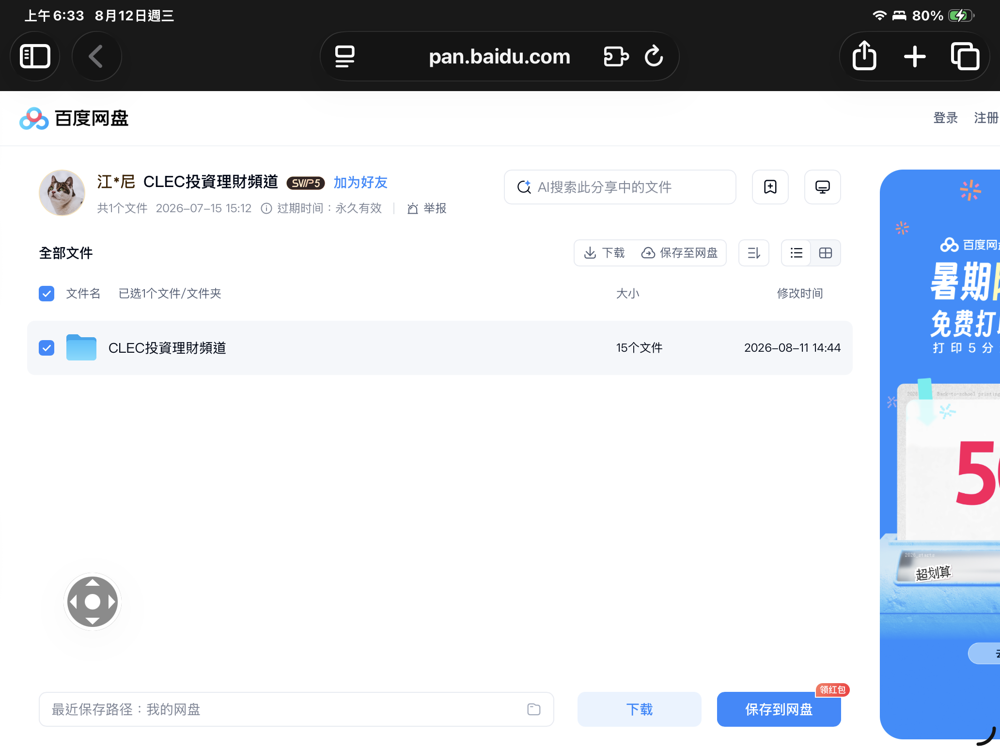 上午6:33 8月12日週三
80%
pan.baidu.com
百度网盘
登录 注册
江*尼 CLEC投資理財頻道 SVIP5 加为好友
共1个文件 2026-07-15 15:12 过期时间：永久有效 举报
AI搜索此分享中的文件
全部文件
下载 保存至网盘
文件名 已选1个文件/文件夹 大小 修改时间
CLEC投資理財頻道 15个文件 2026-08-11 14:44
最近保存路径：我的网盘
下载
保存到网盘
领红包
百度网
暑期
免费打
打印5分
2026 Back-to-school printing
5
2026 starts
超划算